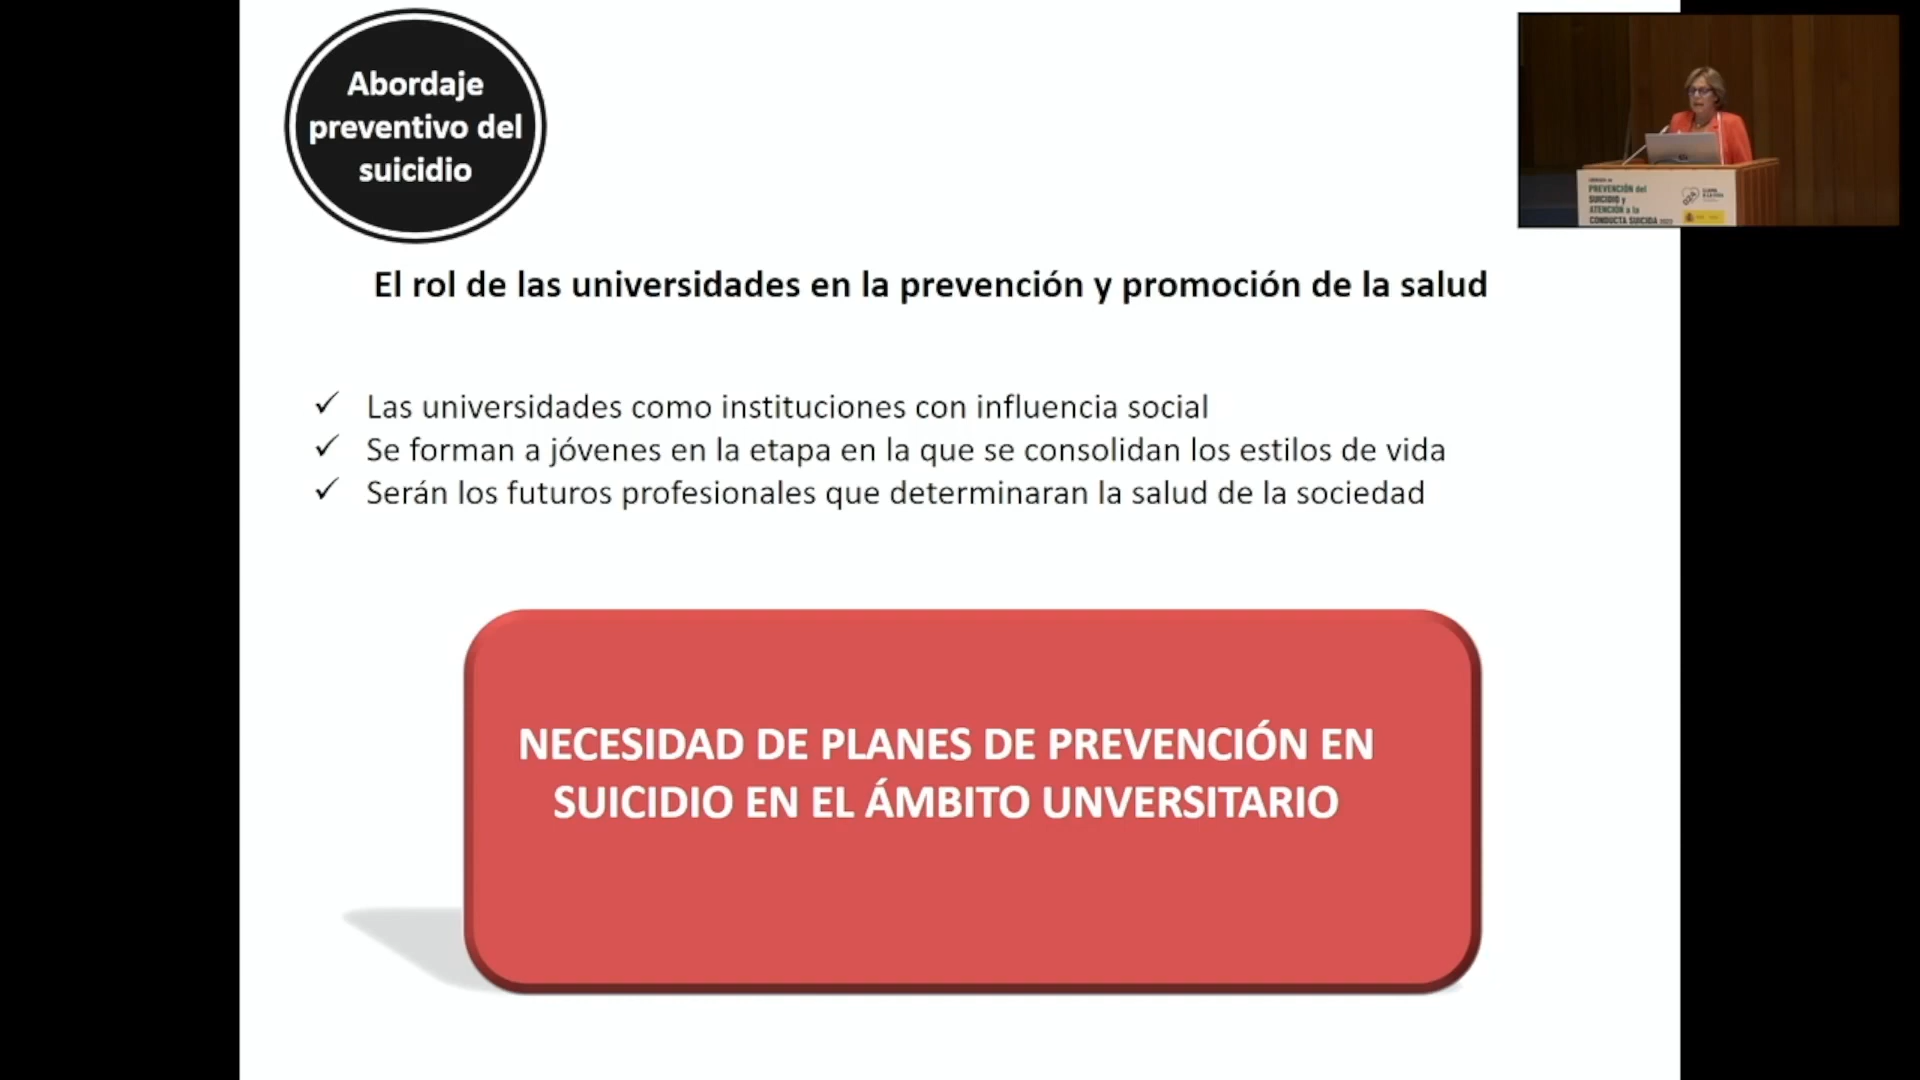 Abordaje
preventivo del
suicidio
El rol de las universidades en la prevención y promoción de la salud
✓ Las universidades como instituciones con influencia social
✓ Se forman a jóvenes en la etapa en la que se consolidan los estilos de vida
✓ Serán los futuros profesionales que determinaran la salud de la sociedad
NECESIDAD DE PLANES DE PREVENCIÓN EN
SUICIDIO EN EL ÁMBITO UNVERSITARIO
PREVENCIÓN del
SUICIDIO y
ATENCIÓN a la
CONDUCTA SUICIDA
024